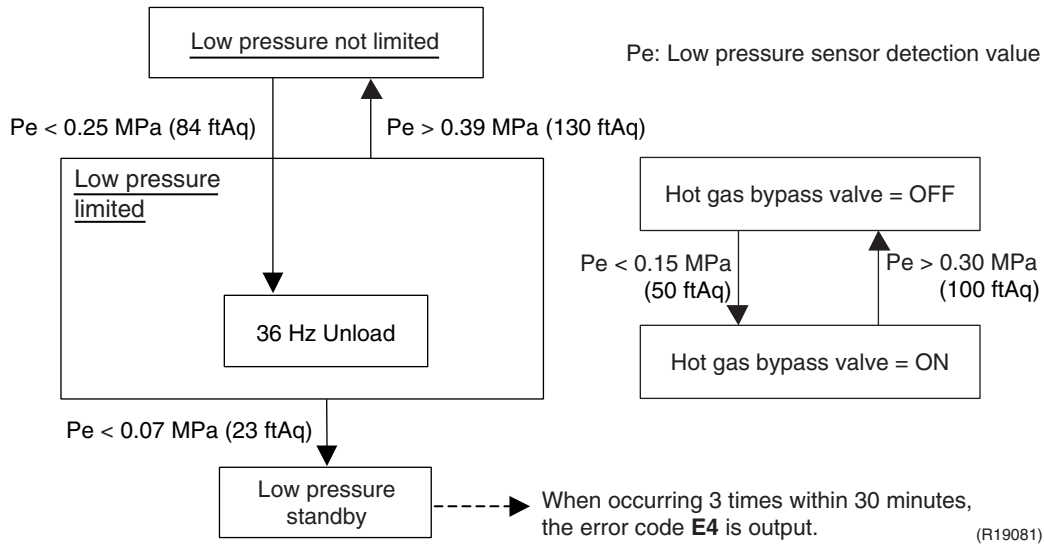 Low pressure not limited
Pe: Low pressure sensor detection value
Pe < 0.25 MPa (84 ftAq)
Pe > 0.39 MPa (130 ftAq)
Low pressure
limited
36 Hz Unload
Pe < 0.07 MPa (23 ftAq)
Low pressure
standby
When occurring 3 times within 30 minutes,
the error code E4 is output.
Hot gas bypass valve = OFF
Pe < 0.15 MPa
(50 ftAq)
Pe > 0.30 MPa
(100 ftAq)
Hot gas bypass valve = ON
(R19081)